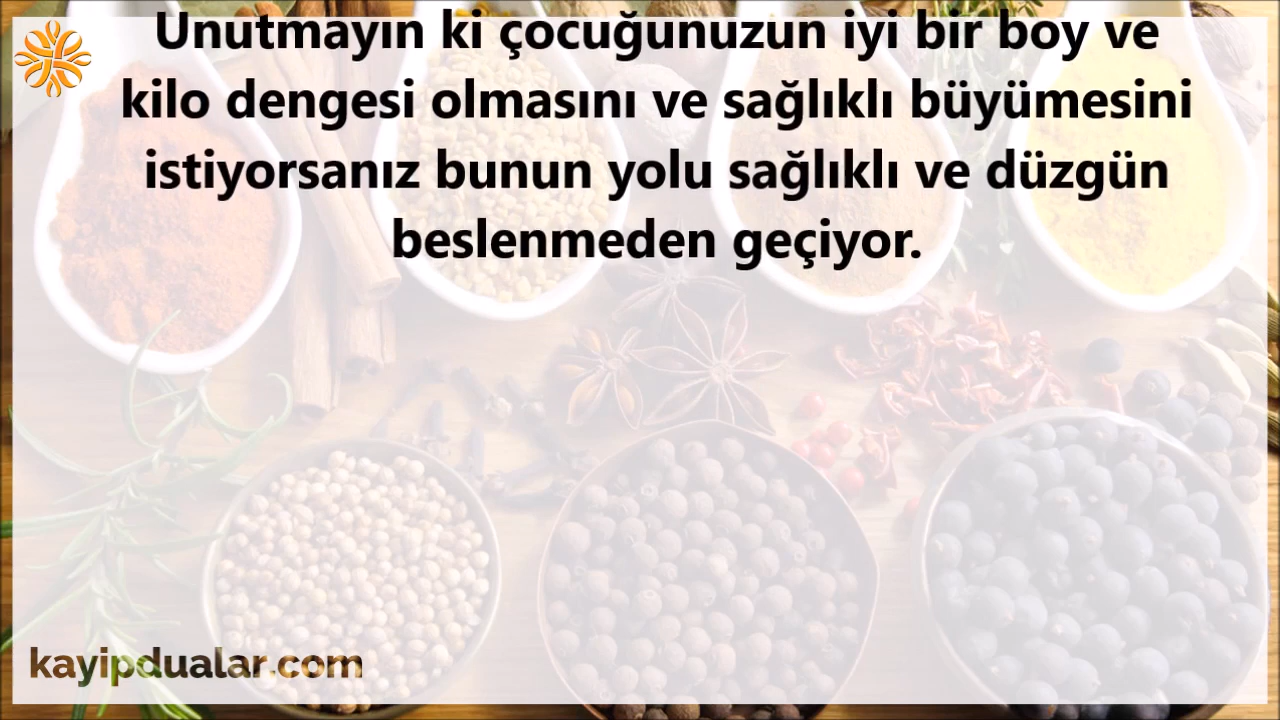 Unutmayın ki çocuğunuzun iyi bir boy ve
kilo dengesi olmasını ve sağlıklı büyümesini
istiyorsanız bunun yolu sağlıklı ve düzgün
beslenmeden geçiyor.
kayipdualar.com